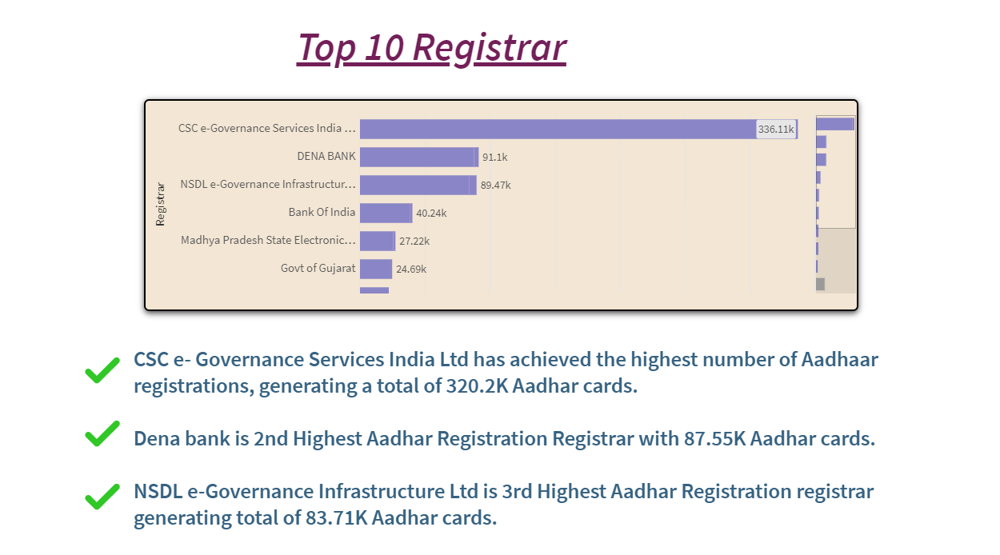 Top 10 Registrar
Registrar
CSC e-Governance Services India ...
336.11k
DENA BANK
91.1k
NSDL e-Governance Infrastructur...
89.47k
Bank Of India
40.24k
Madhya Pradesh State Electronic...
27.22k
Govt of Gujarat
24.69k
CSC e- Governance Services India Ltd has achieved the highest number of Aadhaar
registrations, generating a total of 320.2K Aadhar cards.
Dena bank is 2nd Highest Aadhar Registration Registrar with 87.55K Aadhar cards.
NSDL e-Governance Infrastructure Ltd is 3rd Highest Aadhar Registration registrar
generating total of 83.71K Aadhar cards.